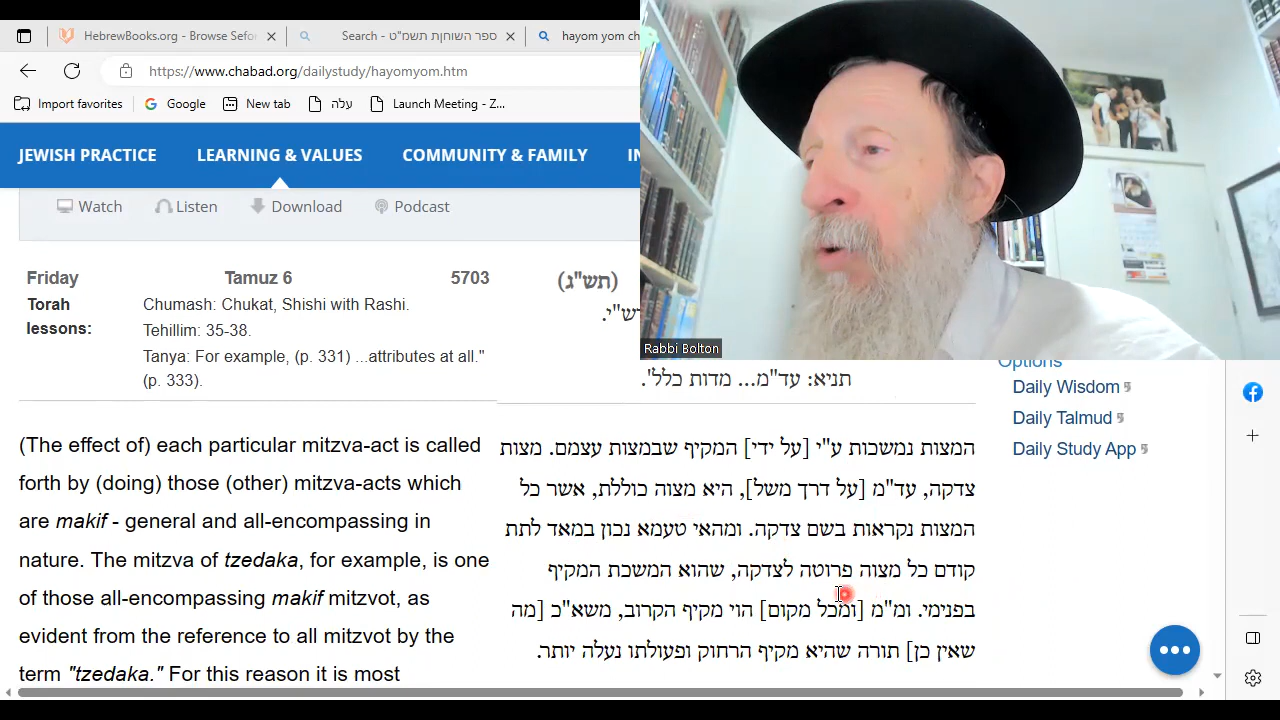 HebrewBooks.org - Browse Sefo
Search - ספר השוחות תשמ"ט
hayom yom ch
https://www.chabad.org/dailystudy/hayomyom.htm
Import favorites
Google
New tab
עלה
Launch Meeting - Z...
JEWISH PRACTICE
LEARNING & VALUES
COMMUNITY & FAMILY
IN
Watch
Listen
Download
Podcast
Friday Tamuz 6 5703
(תש"ג)
Torah lessons:
Chumash: Chukat, Shishi with Rashi.
Tehillim: 35-38.
Tanya: For example, (p. 331) ...attributes at all."
(p. 333).
רש"י.
תניא: עד"מ... מדות כלל'.
Rabbi Bolton
Options
Daily Wisdom
Daily Talmud
Daily Study App
(The effect of) each particular mitzva-act is called
forth by (doing) those (other) mitzva-acts which
are makif - general and all-encompassing in
nature. The mitzva of tzedaka, for example, is one
of those all-encompassing makif mitzvot, as
evident from the reference to all mitzvot by the
term "tzedaka." For this reason it is most
המצות נמשכות ע"י [על ידי] המקיף שבמצות עצמם. מצות
צדקה, עד"מ [על דרך משל], היא מצוה כוללת, אשר כל
המצות נקראות בשם צדקה. ומהאי טעמא נכון במאד לתת
קודם כל מצוה פרוטה לצדקה, שהוא המשכת המקיף
בפנימי. ומ"מ [ומכל מקום] הוי מקיף הקרוב, משא"כ [מה
שאין כן] תורה שהיא מקיף הרחוק ופעולתו נעלה יותר.